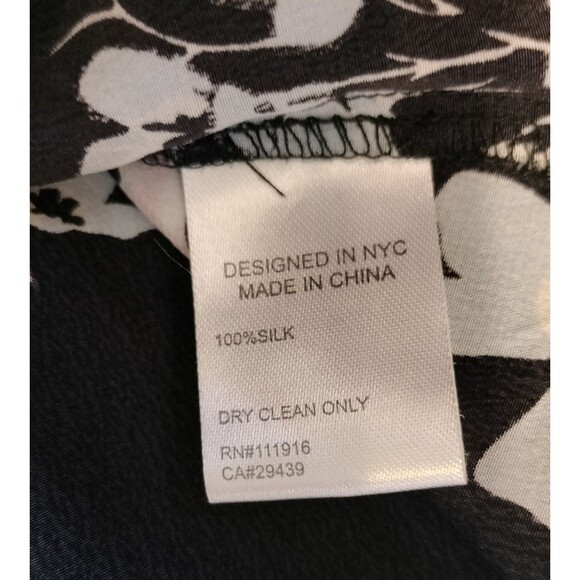 DESIGNED IN NYC
MADE IN CHINA
100%SILK
DRY CLEAN ONLY
RN#111916
CA#29439